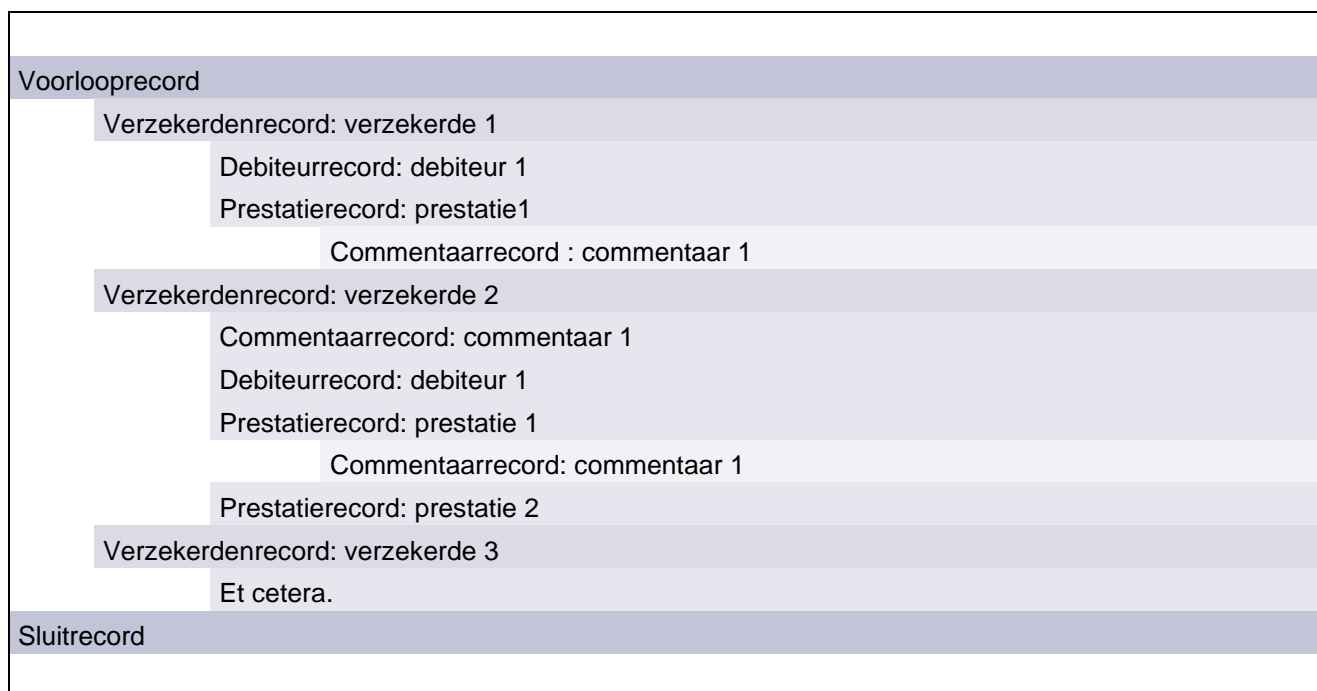 Voorlooprecord
Verzekerdenrecord: verzekerde 1
Debiteurrecord: debiteur 1
Prestatierecord: prestatie1
Commentaarrecord : commentaar 1
Verzekerdenrecord: verzekerde 2
Commentaarrecord: commentaar 1
Debiteurrecord: debiteur 1
Prestatierecord: prestatie 1
Commentaarrecord: commentaar 1
Prestatierecord: prestatie 2
Verzekerdenrecord: verzekerde 3
Et cetera.
Sluitrecord